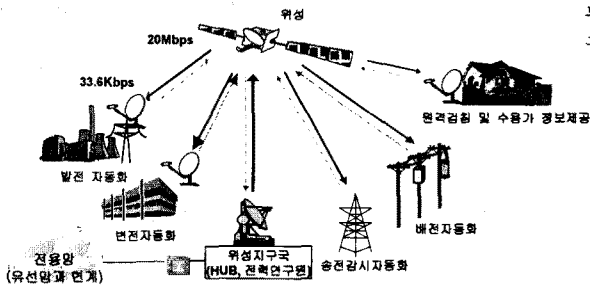 위성
20Mbps
33.6Kbps
원격검침 및 수용가 정보제공
발전 자동화
변전자동화
배전자동화
위성지구국
(HUB, 전력연구원)
송전감시자동화
전용망
(유선망과 연계)